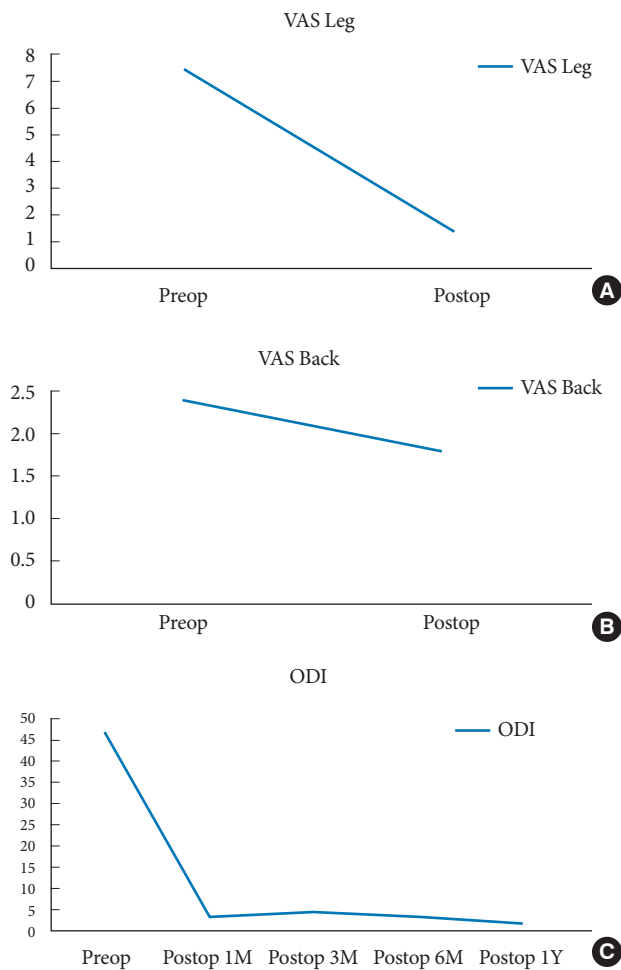 VAS Leg
VAS Leg
8
7
6
5
4
3
2
1
0
Preop Postop
A
VAS Back
VAS Back
2.5
2.0
1.5
1.0
0.5
0
Preop Postop
B
ODI
ODI
50
45
40
35
30
25
20
15
10
5
0
Preop Postop 1M Postop 3M Postop 6M Postop 1Y
C